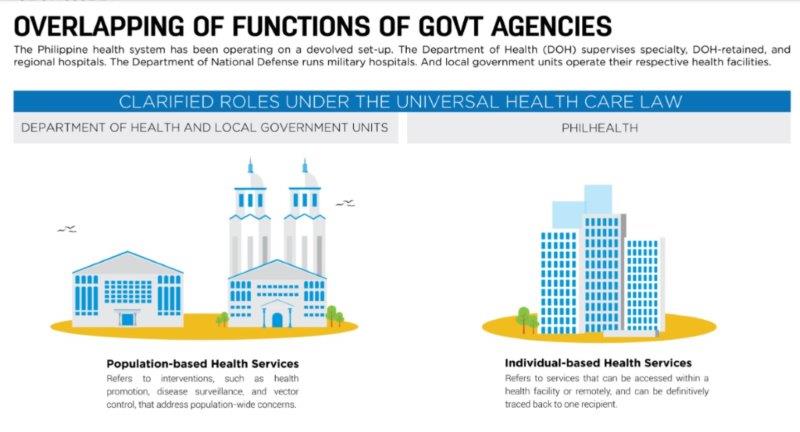 OVERLAPPING OF FUNCTIONS OF GOVT AGENCIES
The Philippine health system has been operating on a devolved set-up. The Department of Health (DOH) supervises specialty, DOH-retained, and
regional hospitals. The Department of National Defense runs military hospitals. And local government units operate their respective health facilities.
CLARIFIED ROLES UNDER THE UNIVERSAL HEALTH CARE LAW
DEPARTMENT OF HEALTH AND LOCAL GOVERNMENT UNITS
PHILHEALTH
Population-based Health Services
Refers to interventions, such as health
promotion, disease surveillance, and vector
control, that address population-wide concerns.
Individual-based Health Services
Refers to services that can be accessed within a
health facility or remotely, and can be definitively
traced back to one recipient.